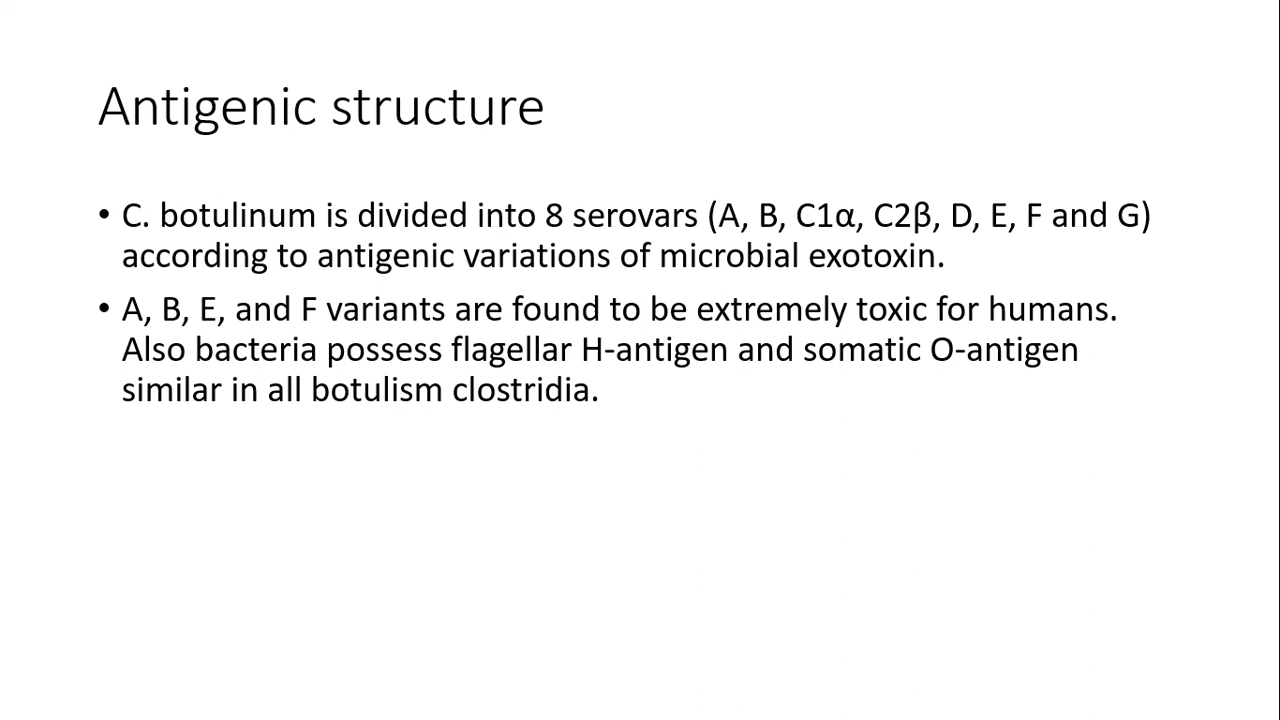 Antigenic structure
• C. botulinum is divided into 8 serovars (A, B, C1α, C2β, D, E, F and G)
according to antigenic variations of microbial exotoxin.
• A, B, E, and F variants are found to be extremely toxic for humans.
Also bacteria possess flagellar H-antigen and somatic O-antigen
similar in all botulism clostridia.